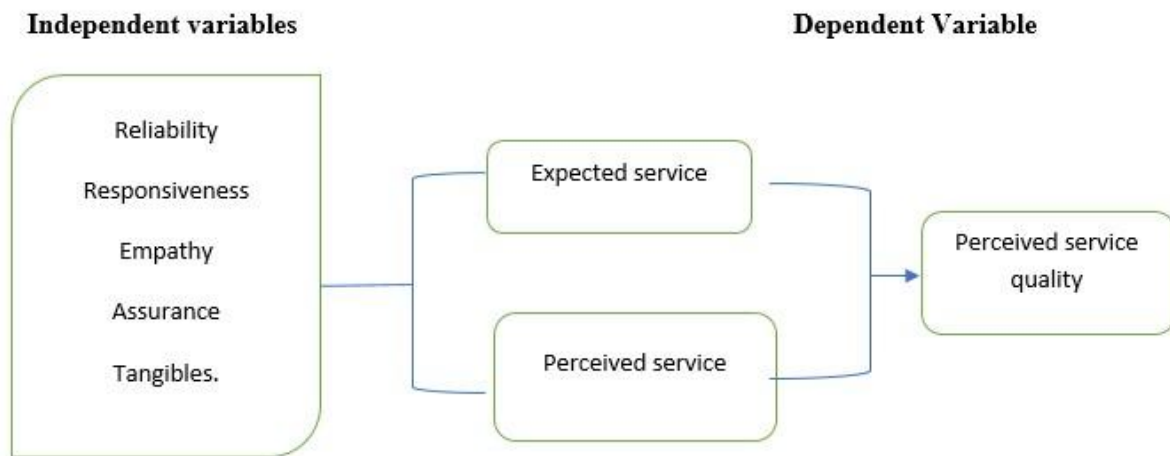 Independent variables
Dependent Variable
Reliability
Responsiveness
Empathy
Assurance
Tangibles.
Expected service
Perceived service
Perceived service
quality